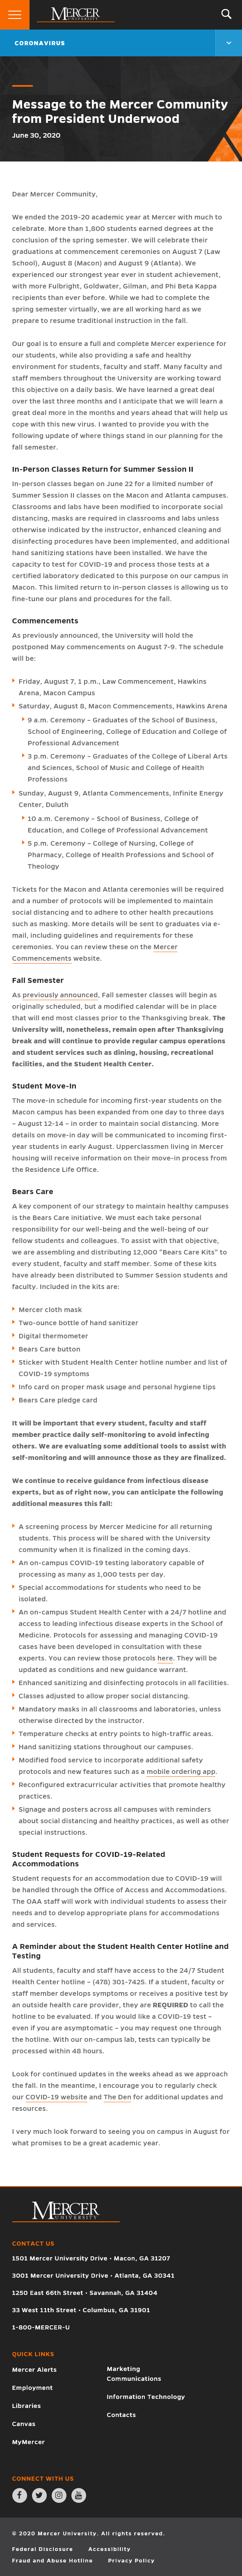 MERCER
UNIVERSITY
CORONAVIRUS
Message to the Mercer Community
from President Underwood
June 30, 2020
Dear Mercer Community,
We ended the 2019-20 academic year at Mercer with much to
celebrate. More than 1,800 students earned degrees at the
conclusion of the spring semester. We will celebrate their
graduations at commencement ceremonies on August 7 (Law
School), August 8 (Macon) and August 9 (Atlanta). We
experienced our strongest year ever in student achievement,
with more Fulbright, Goldwater, Gilman, and Phi Beta Kappa
recipients than ever before. While we had to complete the
spring semester virtually, we are all working hard as we
prepare to resume traditional instruction in the fall.
Our goal is to ensure a full and complete Mercer experience for
our students, while also providing a safe and healthy
environment for students, faculty and staff. Many faculty and
staff members throughout the University are working toward
this objective on a daily basis. We have learned a great deal
over the last three months and I anticipate that we will learn a
great deal more in the months and years ahead that will help us
cope with this new virus. I wanted to provide you with the
following update of where things stand in our planning for the
fall semester.
In-Person Classes Return for Summer Session II
In-person classes began on June 22 for a limited number of
Summer Session II classes on the Macon and Atlanta campuses.
Classrooms and labs have been modified to incorporate social
distancing, masks are required in classrooms and labs unless
otherwise indicated by the instructor, enhanced cleaning and
disinfecting procedures have been implemented, and additional
hand sanitizing stations have been installed. We have the
capacity to test for COVID-19 and process those tests at a
certified laboratory dedicated to this purpose on our campus in
Macon. This limited return to in-person classes is allowing us to
fine-tune our plans and procedures for the fall.
Commencements
As previously announced, the University will hold the
postponed May commencements on August 7-9. The schedule
will be:
Friday, August 7, 1 p.m., Law Commencement, Hawkins
Arena, Macon Campus
Saturday, August 8, Macon Commencements, Hawkins Arena
9 a.m. Ceremony – Graduates of the School of Business,
School of Engineering, College of Education and College of
Professional Advancement
3 p.m. Ceremony – Graduates of the College of Liberal Arts
and Sciences, School of Music and College of Health
Professions
Sunday, August 9, Atlanta Commencements, Infinite Energy
Center, Duluth
10 a.m. Ceremony – School of Business, College of
Education, and College of Professional Advancement
5 p.m. Ceremony – College of Nursing, College of
Pharmacy, College of Health Professions and School of
Theology
Tickets for the Macon and Atlanta ceremonies will be required
and a number of protocols will be implemented to maintain
social distancing and to adhere to other health precautions
such as masking. More details will be sent to graduates via e-
mail, including guidelines and requirements for these
ceremonies. You can review these on the Mercer
Commencements website.
Fall Semester
As previously announced, Fall semester classes will begin as
originally scheduled, but a modified calendar will be in place
that will end most classes prior to the Thanksgiving break. The
University will, nonetheless, remain open after Thanksgiving
break and will continue to provide regular campus operations
and student services such as dining, housing, recreational
facilities, and the Student Health Center.
Student Move-In
The move-in schedule for incoming first-year students on the
Macon campus has been expanded from one day to three days
– August 12-14 – in order to maintain social distancing. More
details on move-in day will be communicated to incoming first-
year students in early August. Upperclassmen living in Mercer
housing will receive information on their move-in process from
the Residence Life Office.
Bears Care
A key component of our strategy to maintain healthy campuses
is the Bears Care initiative. We must each take personal
responsibility for our well-being and the well-being of our
fellow students and colleagues. To assist with that objective,
we are assembling and distributing 12,000 "Bears Care Kits" to
every student, faculty and staff member. Some of these kits
have already been distributed to Summer Session students and
faculty. Included in the kits are:
Mercer cloth mask
Two-ounce bottle of hand sanitizer
Digital thermometer
Bears Care button
Sticker with Student Health Center hotline number and list of
COVID-19 symptoms
Info card on proper mask usage and personal hygiene tips
Bears Care pledge card
It will be important that every student, faculty and staff
member practice daily self-monitoring to avoid infecting
others. We are evaluating some additional tools to assist with
self-monitoring and will announce those as they are finalized.
We continue to receive guidance from infectious disease
experts, but as of right now, you can anticipate the following
additional measures this fall:
A screening process by Mercer Medicine for all returning
students. This process will be shared with the University
community when it is finalized in the coming days.
An on-campus COVID-19 testing laboratory capable of
processing as many as 1,000 tests per day.
Special accommodations for students who need to be
isolated.
An on-campus Student Health Center with a 24/7 hotline and
access to leading infectious disease experts in the School of
Medicine. Protocols for assessing and managing COVID-19
cases have been developed in consultation with these
experts. You can review those protocols here. They will be
updated as conditions and new guidance warrant.
Enhanced sanitizing and disinfecting protocols in all facilities.
Classes adjusted to allow proper social distancing.
Mandatory masks in all classrooms and laboratories, unless
otherwise directed by the instructor.
Temperature checks at entry points to high-traffic areas.
Hand sanitizing stations throughout our campuses.
Modified food service to incorporate additional safety
protocols and new features such as a mobile ordering app.
Reconfigured extracurricular activities that promote healthy
practices.
Signage and posters across all campuses with reminders
about social distancing and healthy practices, as well as other
special instructions.
Student Requests for COVID-19-Related
Accommodations
Student requests for an accommodation due to COVID-19 will
be handled through the Office of Access and Accommodations.
The OAA staff will work with individual students to assess their
needs and to develop appropriate plans for accommodations
and services.
A Reminder about the Student Health Center Hotline and
Testing
All students, faculty and staff have access to the 24/7 Student
Health Center hotline – (478) 301-7425. If a student, faculty or
staff member develops symptoms or receives a positive test by
an outside health care provider, they are REQUIRED to call the
hotline to be evaluated. If you would like a COVID-19 test –
even if you are asymptomatic – you may request one through
the hotline. With our on-campus lab, tests can typically be
processed within 48 hours.
Look for continued updates in the weeks ahead as we approach
the fall. In the meantime, I encourage you to regularly check
our COVID-19 website and The Den for additional updates and
resources.
I very much look forward to seeing you on campus in August for
what promises to be a great academic year.
MERCER
UNIVERSITY
CONTACT US
1501 Mercer University Drive • Macon, GA 31207
3001 Mercer University Drive • Atlanta, GA 30341
1250 East 66th Street • Savannah, GA 31404
33 West 11th Street • Columbus, GA 31901
1-800-MERCER-U
QUICK LINKS
Mercer Alerts
Employment
Libraries
Canvas
MyMercer
Marketing
Communications
Information Technology
Contacts
CONNECT WITH US
© 2020 Mercer University. All rights reserved.
Federal Disclosure Accessibility
Fraud and Abuse Hotline Privacy Policy